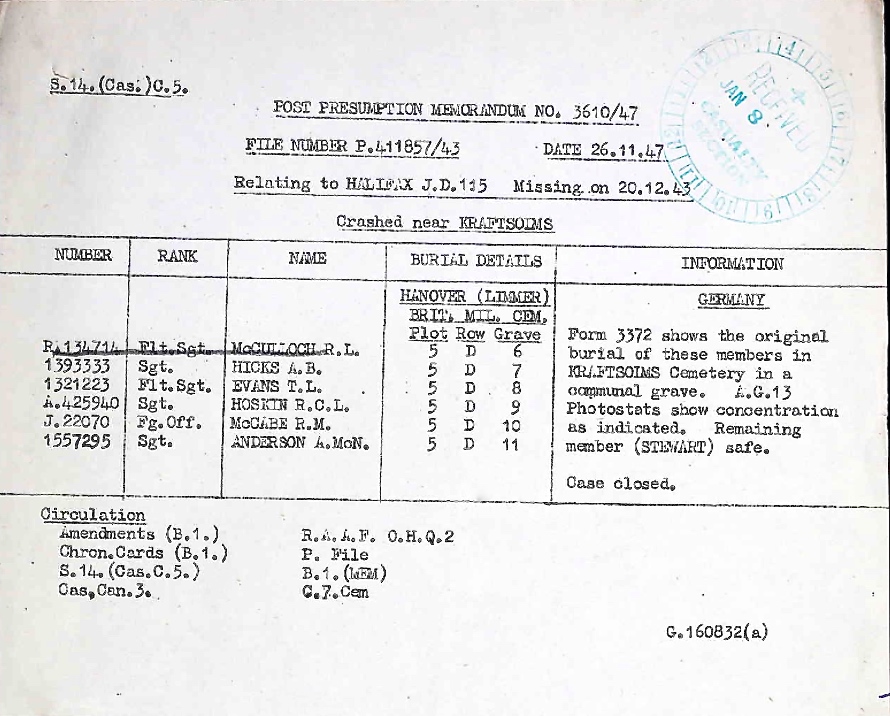 S.14.(Cas.)C.5.
POST PRESUMPTION MEMORANDUM NO. 3610/47
FILE NUMBER P.411857/43 DATE 26.11.47
Relating to HALIFAX J.D.115 Missing on 20.12.43
Crashed near KRAFTSOIMS
RECEIVED
JAN 8
CASUALTY
SECTION
NUMBER RANK NAME BURIAL DETAILS INFORMATION
HANOVER (LIMMER) GERMANY
BRIT. MIL. CEM.
Plot Row Grave Form 3372 shows the original
R.134714 Flt.Sgt. McCULLOCH R.L. 5 D 6 burial of these members in
1393333 Sgt. HICKS A.B. 5 D 7 KRAFTSOIMS Cemetery in a
1321223 Flt.Sgt. EVANS T.L. 5 D 8 communal grave. A.G.13
A.425940 Sgt. HOSKIN R.C.L. 5 D 9 Photostats show concentration
J.22070 Fg.Off. McCABE R.M. 5 D 10 as indicated. Remaining
1557295 Sgt. ANDERSON A.McN. 5 D 11 member (STEWART) safe.
Case closed.
Circulation
Amendments (B.1.) R.A.A.F. O.H.Q.2
Chron.Cards (B.1.) P. File
S.14.(Cas.C.5.) B.1.(WEM)
Cas,Can.3. C.7.Cem
G.160832(a)